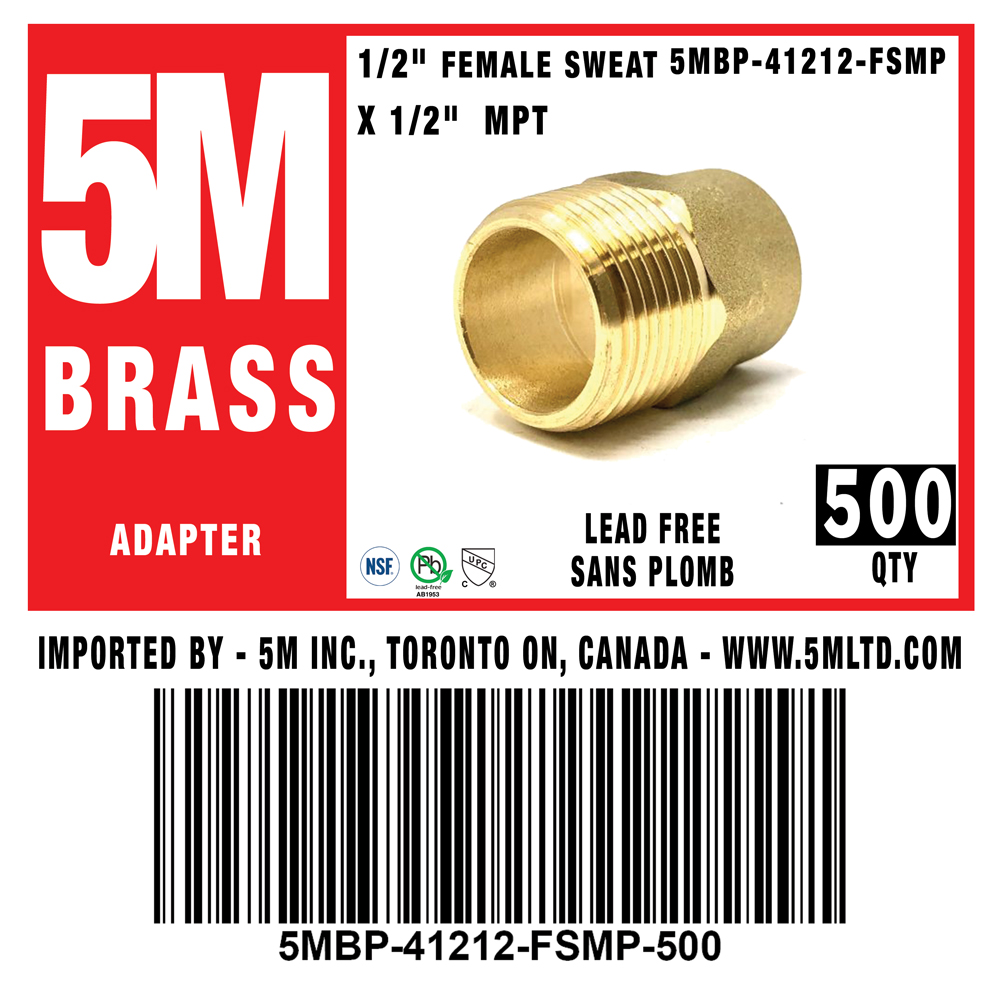 5M
BRASS
ADAPTER
1/2" FEMALE SWEAT 5MBP-41212-FSMP
X 1/2" MPT
LEAD FREE
SANS PLOMB
500
QTY
NSF.
Pb
lead-free
AB1953
UPC
C ®
IMPORTED BY - 5M INC., TORONTO ON, CANADA - WWW.5MLTD.COM
5MBP-41212-FSMP-500